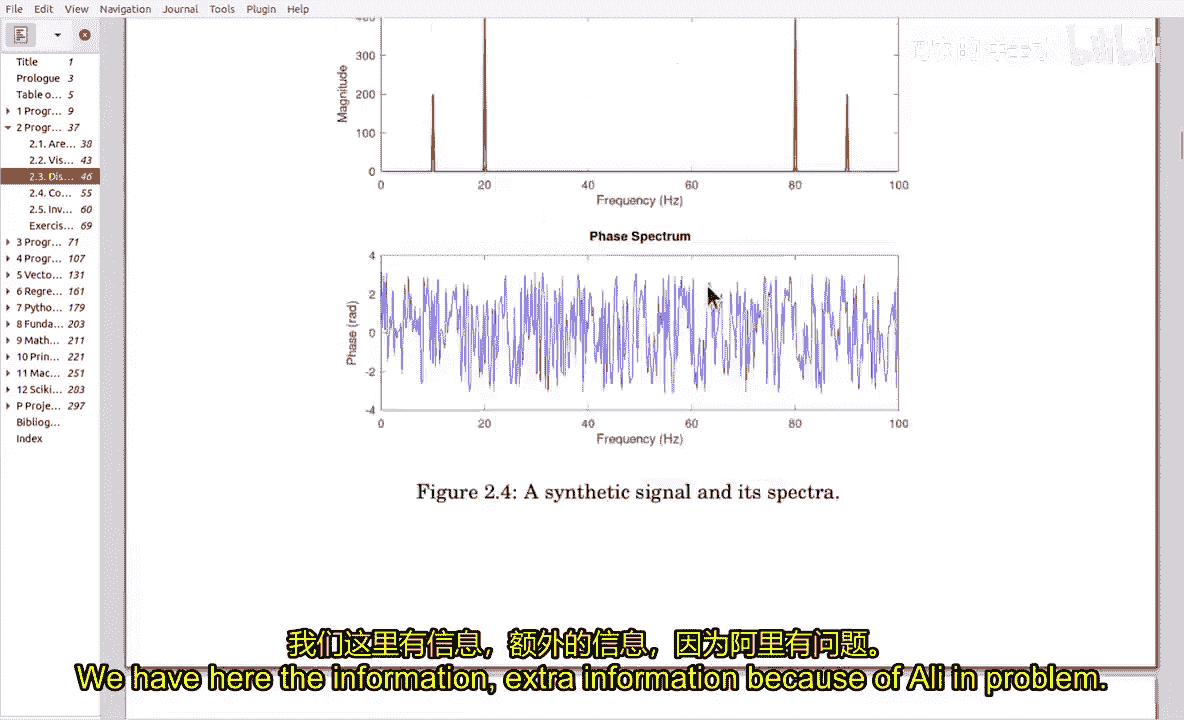 File Edit View Navigation Journal Tools Plugin Help
Title 1
Prologue 3
Table o... 5
1 Progr... 9
2 Progr... 37
2.1. Are... 38
2.2. Vis... 43
2.3. Dis... 46
2.4. Co... 55
2.5. Inv... 60
Exercis... 69
3 Progr... 71
4 Progr... 107
5 Vecto... 131
6 Regre... 161
7 Pytho... 179
8 Funda... 203
9 Math... 211
10 Prin... 221
11 Mac... 251
12 Sciki... 283
P Proje... 297
Bibliog...
Index
bilibili
400
300
200
100
0
Magnitude
0 20 40 60 80 100
Frequency (Hz)
Phase Spectrum
4
2
0
-2
-4
Phase (rad)
0 20 40 60 80 100
Frequency (Hz)
Figure 2.4: A synthetic signal and its spectra.
我们这里有信息，额外的信息，因为阿里有问题。
We have here the information, extra information because of Ali in problem.